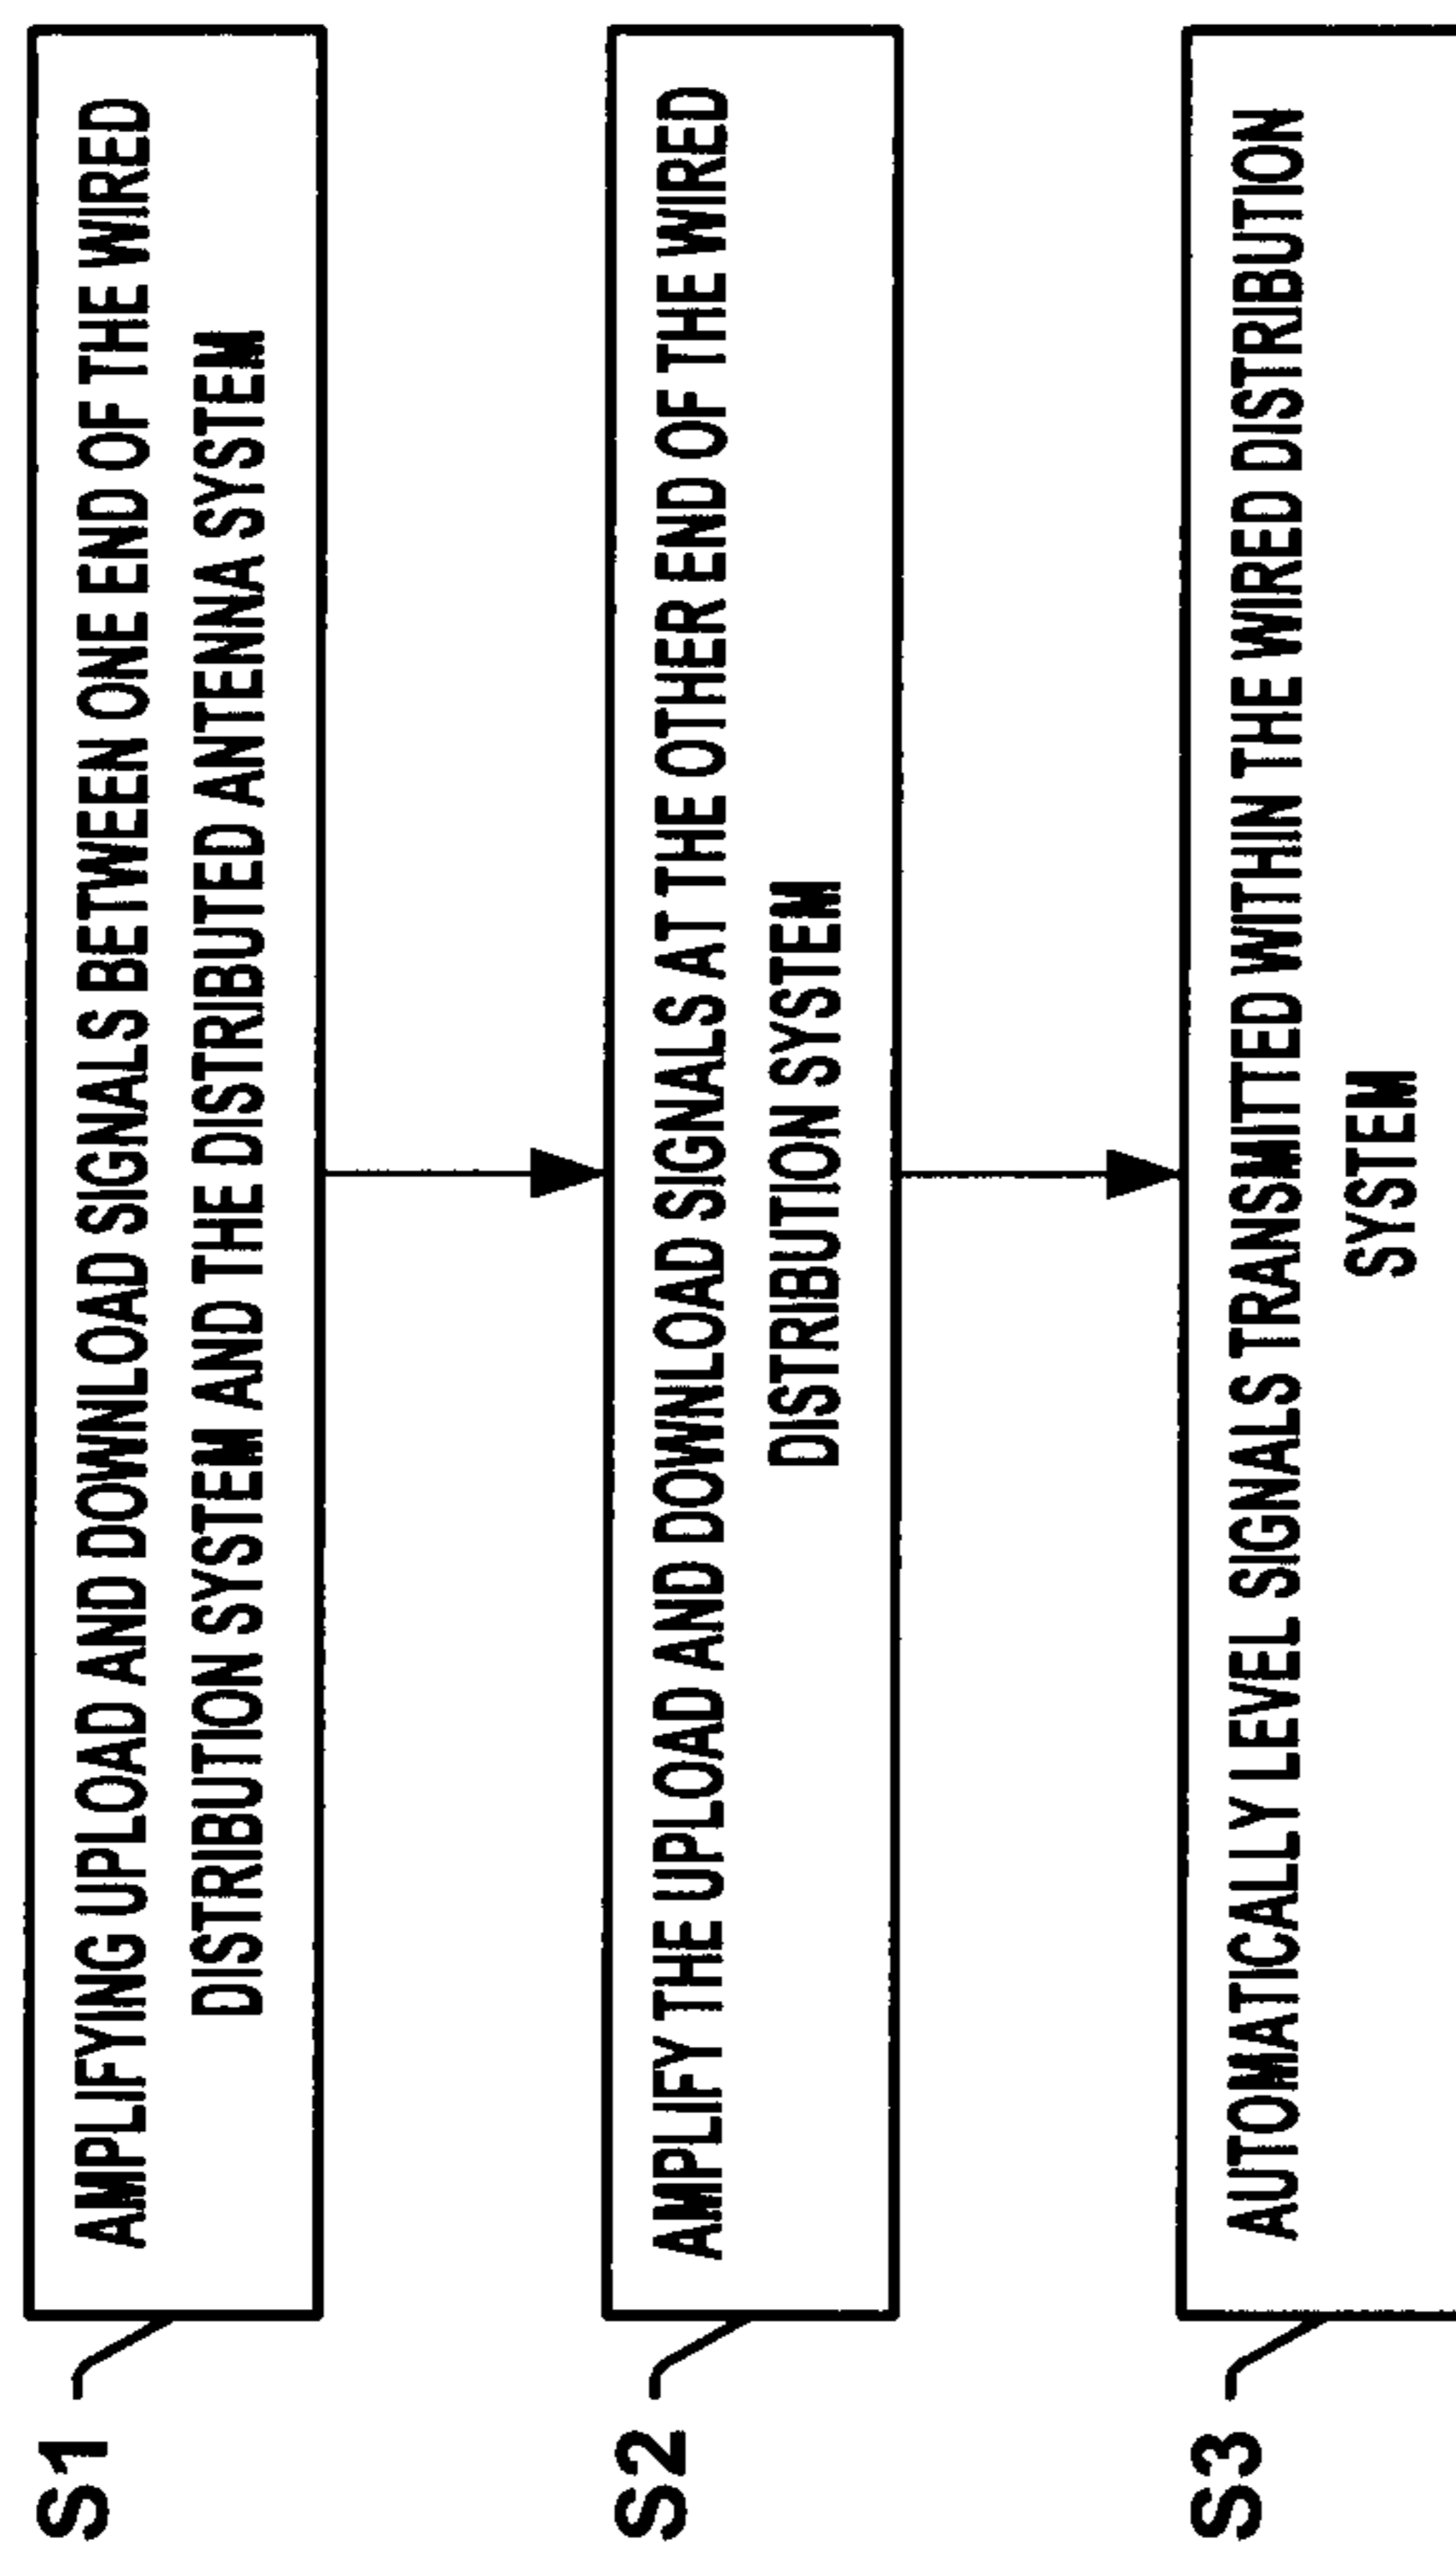 S1
AMPLIFYING UPLOAD AND DOWNLOAD SIGNALS BETWEEN ONE END OF THE WIRED
DISTRIBUTION SYSTEM AND THE DISTRIBUTED ANTENNA SYSTEM
S2
AMPLIFY THE UPLOAD AND DOWNLOAD SIGNALS AT THE OTHER END OF THE WIRED
DISTRIBUTION SYSTEM
S3
AUTOMATICALLY LEVEL SIGNALS TRANSMITTED WITHIN THE WIRED DISTRIBUTION
SYSTEM